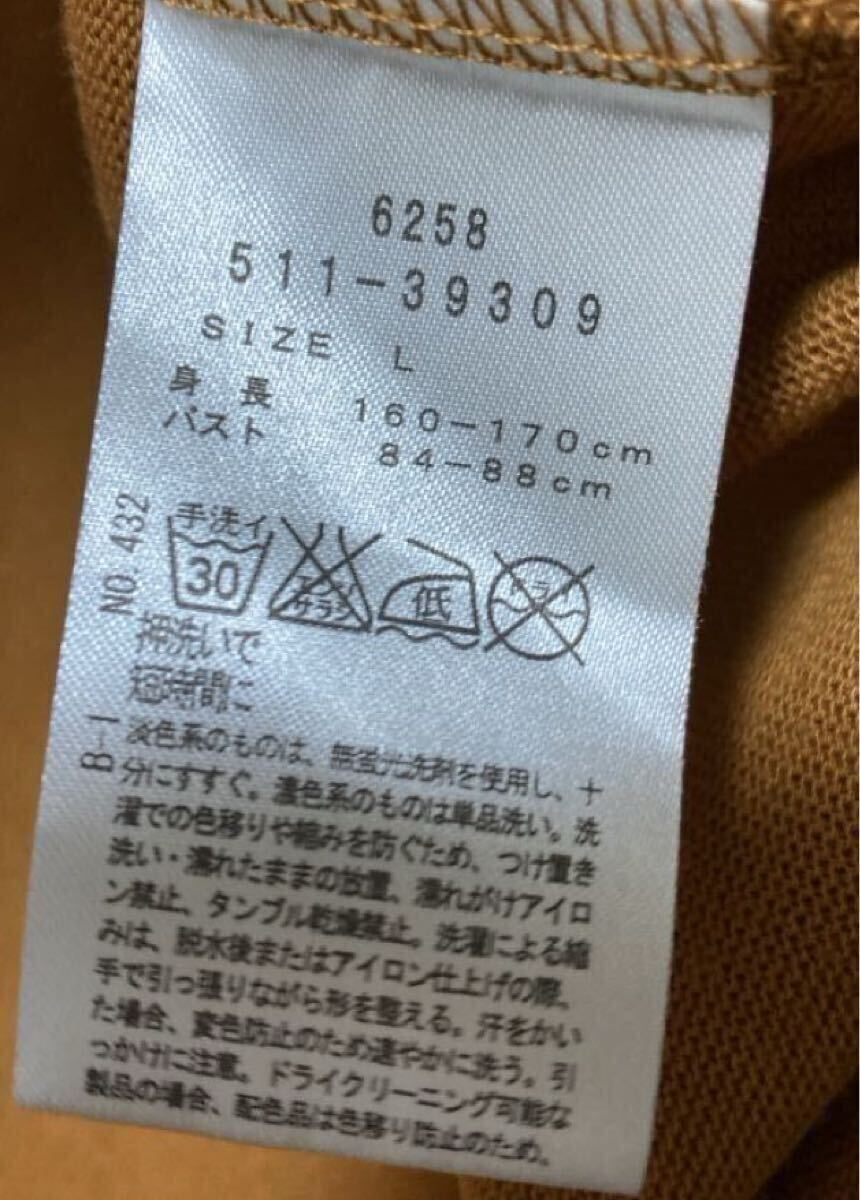 6258
511-39309
SIZE L
身長 160-170cm
バスト 84-88cm
NO. 432
手洗イ
30
エンソ
サラシ
低
ドライ
押洗いで
短時間に
B-1
淡色系のものは、無蛍光洗剤を使用し、十
分にすすぐ。濃色系のものは単品洗い。洗
濯での色移りや縮みを防ぐため、つけ置き
洗い・濡れたままの放置、濡れがけアイロ
ン禁止、タンブル乾燥禁止。洗濯による縮
みは、脱水後またはアイロン仕上げの際、
手で引っ張りながら形を整える。汗をかい
た場合、変色防止のため速やかに洗う。引
っかけに注意。ドライクリーニング可能な
製品の場合、配色品は色移り防止のため、